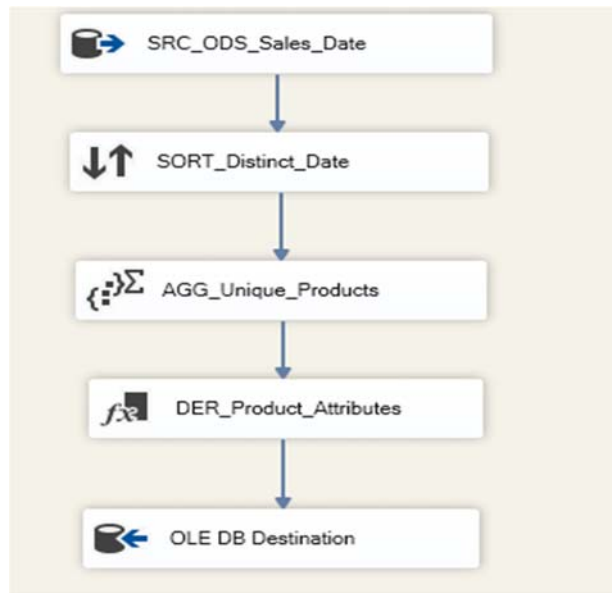 SRC_ODS_Sales_Date
SORT_Distinct_Date
AGG_Unique_Products
DER_Product_Attributes
OLE DB Destination